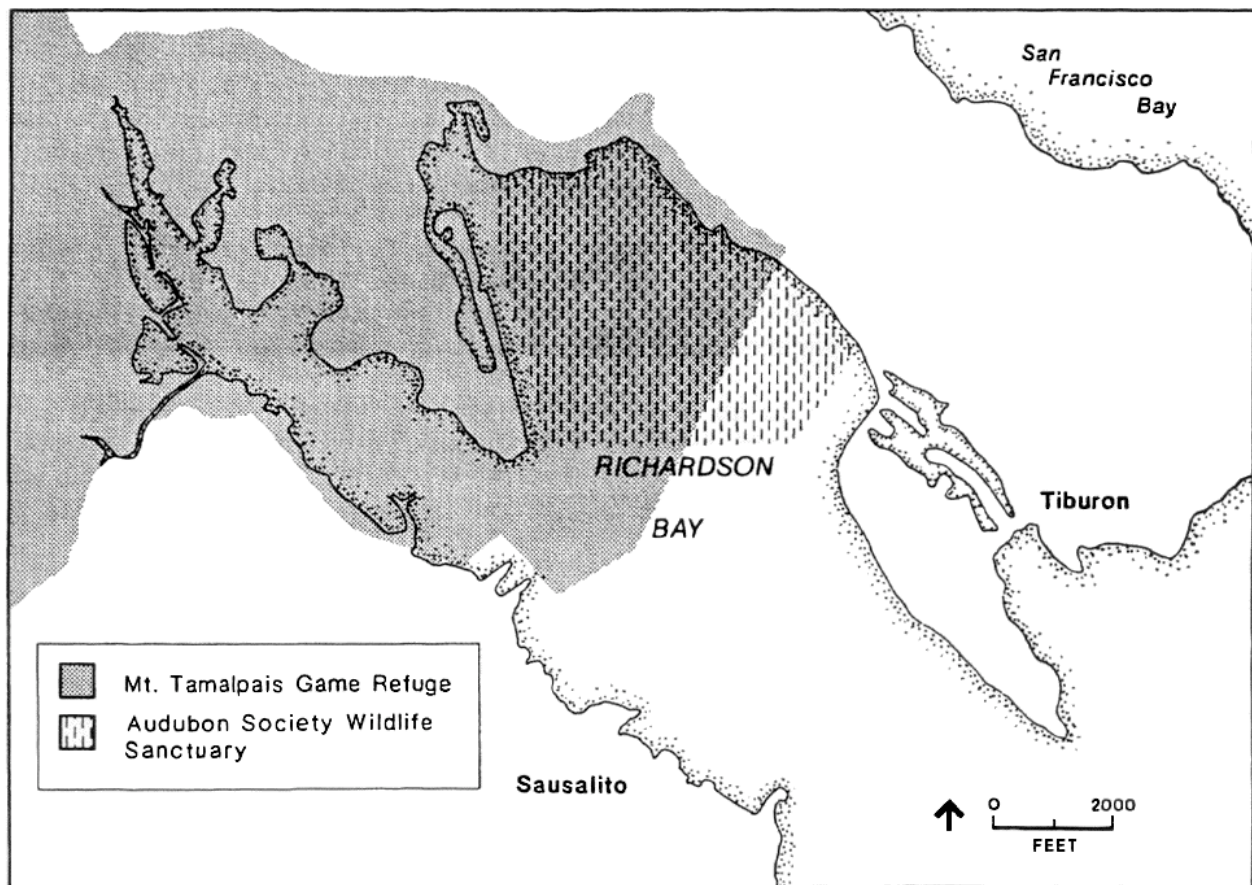 San
Francisco
Bay
RICHARDSON
BAY
Tiburon
Mt. Tamalpais Game Refuge
Audubon Society Wildlife
Sanctuary
Sausalito
0 2000
FEET